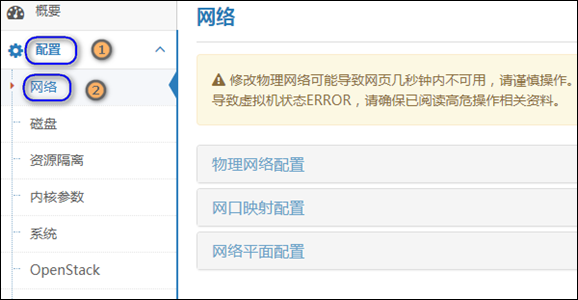 概要
配置 1
网络 2
磁盘
资源隔离
内核参数
系统
OpenStack
网络
修改物理网络可能导致网页几秒钟内不可用，请谨慎操作。
导致虚拟机状态ERROR，请确保已阅读高危操作相关资料。
物理网络配置
网口映射配置
网络平面配置